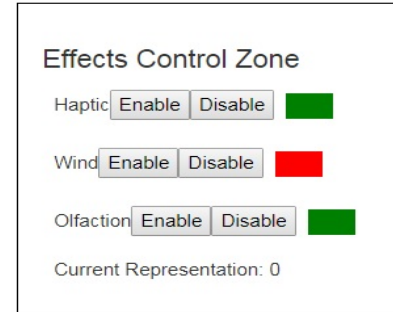 Effects Control Zone
Haptic Enable Disable
Wind Enable Disable
Olfaction Enable Disable
Current Representation: 0